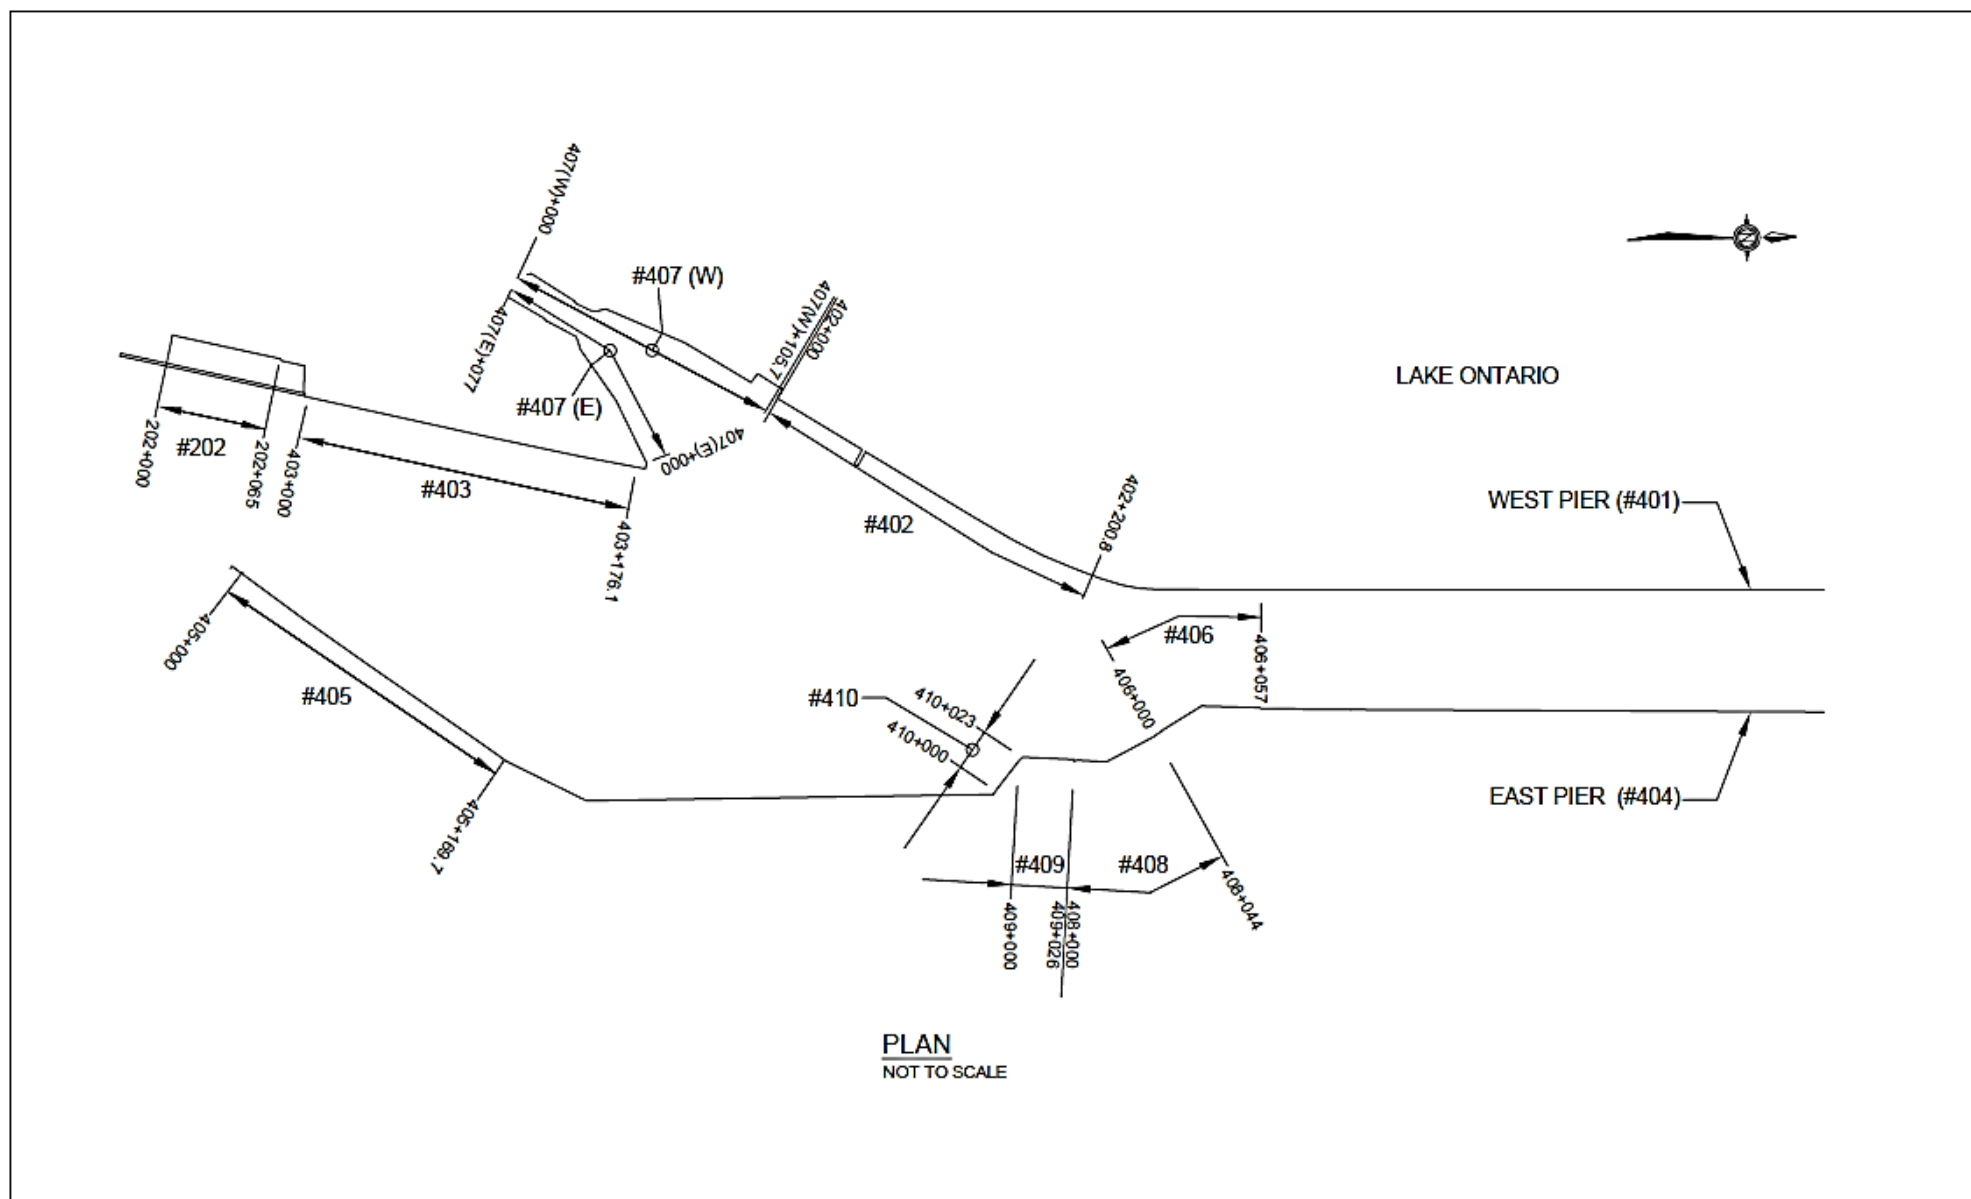 407(W)+000
#407 (W)
N
407(W)+105.7
402+000
407(E)+077
#407 (E)
407(E)+000
LAKE ONTARIO
202+000
#202
202+065
403+000
#403
403+176.1
#402
402+200.8
WEST PIER (#401)
405+000
#405
405+169.7
#406
406+000
406+057
#410
410+023
410+000
EAST PIER (#404)
#409
#408
409+000
409+026
408+000
408+044
PLAN
NOT TO SCALE